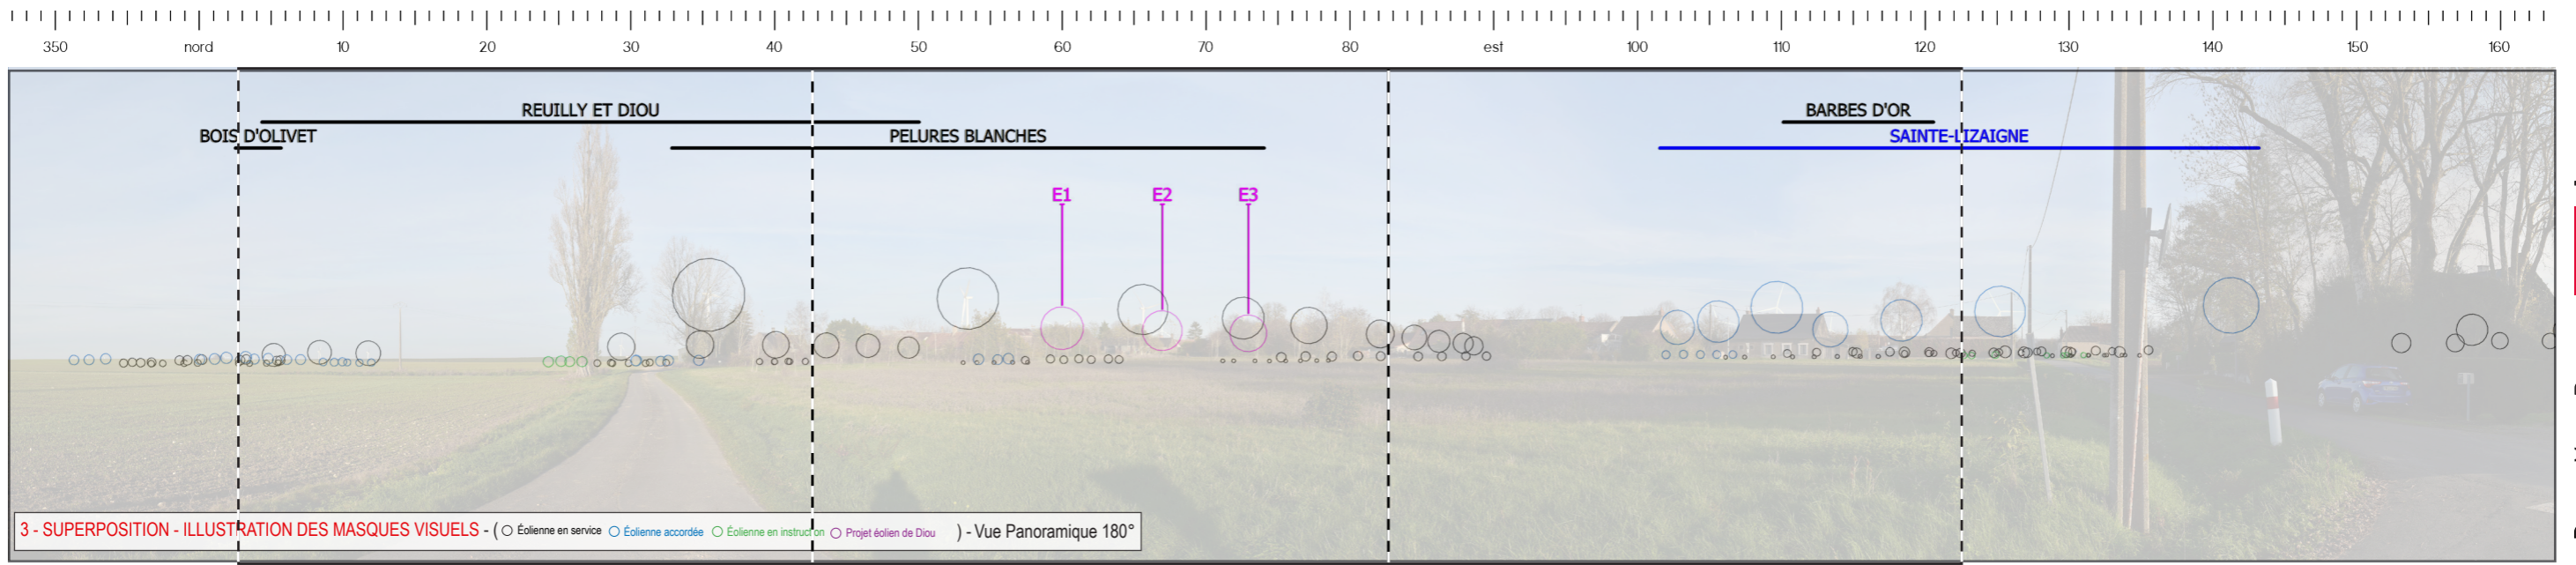 350 nord 10 20 30 40 50 60 70 80 est 100 110 120 130 140 150 160
REUILLY ET DIOU BARBES D'OR
BOIS D'OLIVET PELURES BLANCHES SAINTE-LIZAIGNE
E1 E2 E3
3 - SUPERPOSITION - ILLUSTRATION DES MASQUES VISUELS - ( Éolienne en service Éolienne accordée Éolienne en instruction Projet éolien de Diou ) - Vue Panoramique 180°